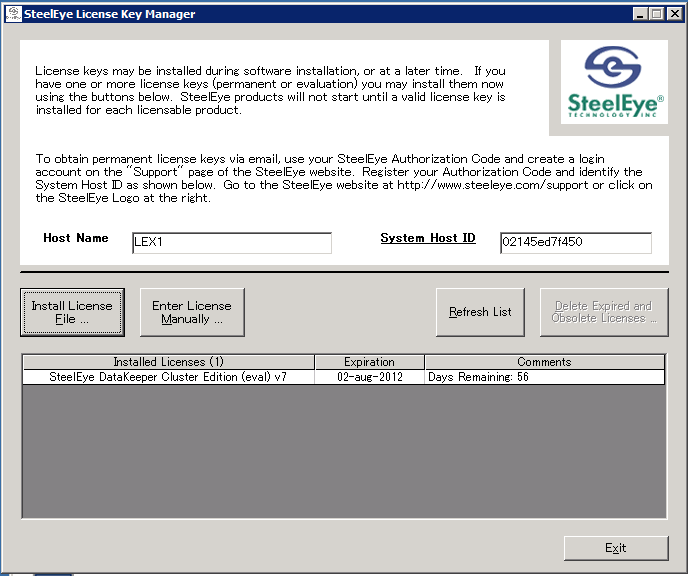 SteelEye License Key Manager
License keys may be installed during software installation, or at a later time.  If you
have one or more license keys (permanent or evaluation) you may install them now
using the buttons below.  SteelEye products will not start until a valid license key is
installed for each licensable product.
SteelEye®
TECHNOLOGY INC
To obtain permanent license keys via email, use your SteelEye Authorization Code and create a login
account on the "Support" page of the SteelEye website.  Register your Authorization Code and identify the
System Host ID as shown below.  Go to the SteelEye website at http://www.steeleye.com/support or click on
the SteelEye Logo at the right.
Host Name LEX1 System Host ID 02145ed7f450
Install License
File ...
Enter License
Manually ...
Refresh List
Delete Expired and
Obsolete Licenses ...
Installed Licenses (1) Expiration Comments
SteelEye DataKeeper Cluster Edition (eval) v7 02-aug-2012 Days Remaining: 56
Exit